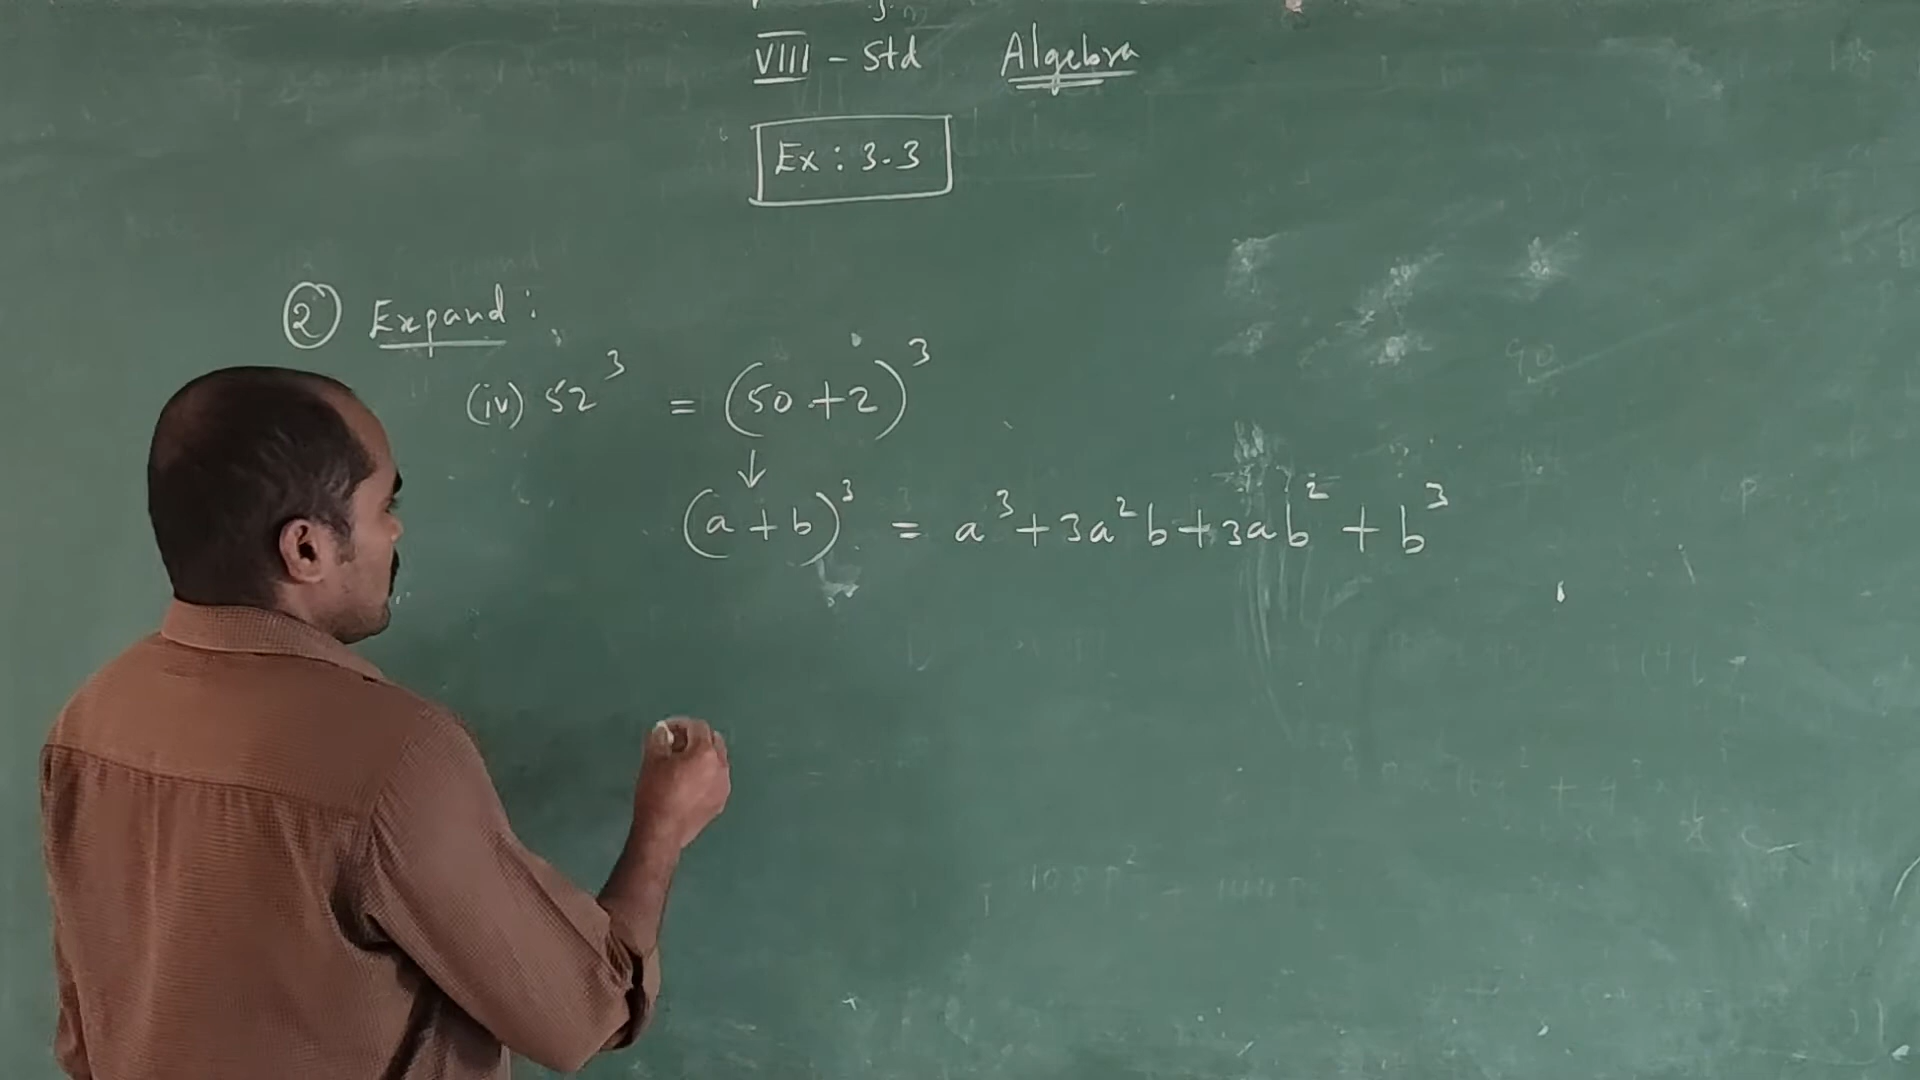 VIII - Std Algebra
Ex : 3.3
② Expand :
(iv) 52³ = (50 + 2)³
↓
(a + b)³ = a³ + 3a²b + 3ab² + b³